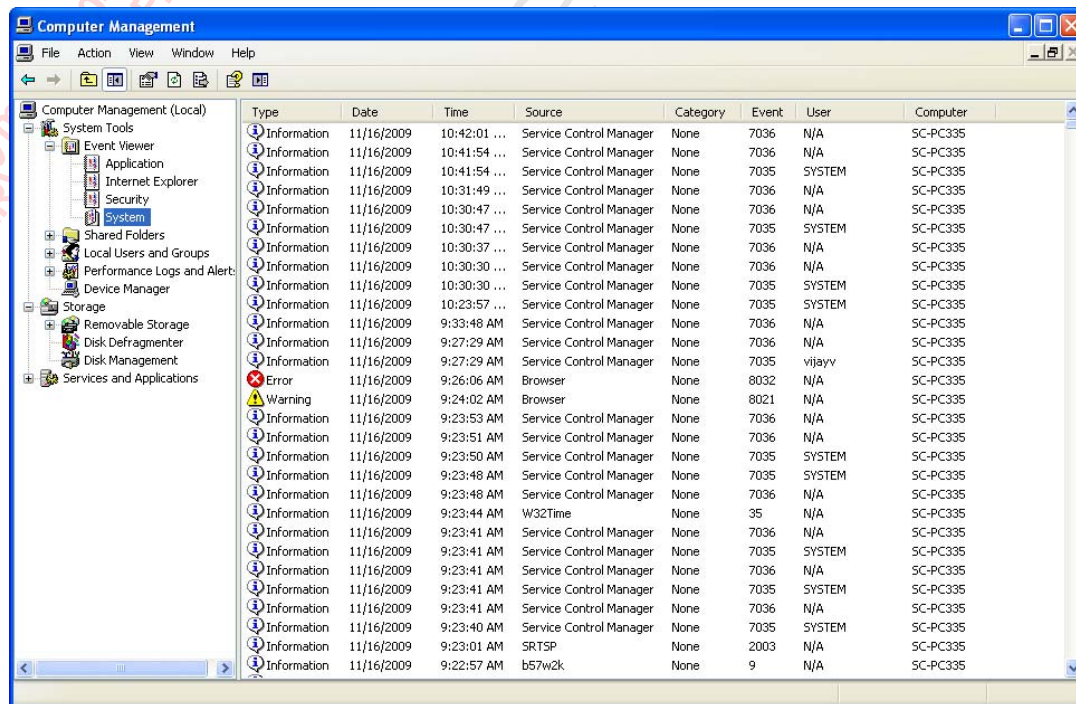 Computer Management
File Action View Window Help
Computer Management (Local)
System Tools
Event Viewer
Application
Internet Explorer
Security
System
Shared Folders
Local Users and Groups
Performance Logs and Alert
Device Manager
Storage
Removable Storage
Disk Defragmenter
Disk Management
Services and Applications
Type Date Time Source Category Event User Computer
Information 11/16/2009 10:42:01 ... Service Control Manager None 7036 N/A SC-PC335
Information 11/16/2009 10:41:54 ... Service Control Manager None 7036 N/A SC-PC335
Information 11/16/2009 10:41:54 ... Service Control Manager None 7035 SYSTEM SC-PC335
Information 11/16/2009 10:31:49 ... Service Control Manager None 7036 N/A SC-PC335
Information 11/16/2009 10:30:47 ... Service Control Manager None 7036 N/A SC-PC335
Information 11/16/2009 10:30:47 ... Service Control Manager None 7035 SYSTEM SC-PC335
Information 11/16/2009 10:30:37 ... Service Control Manager None 7036 N/A SC-PC335
Information 11/16/2009 10:30:30 ... Service Control Manager None 7036 N/A SC-PC335
Information 11/16/2009 10:30:30 ... Service Control Manager None 7035 SYSTEM SC-PC335
Information 11/16/2009 10:23:57 ... Service Control Manager None 7035 SYSTEM SC-PC335
Information 11/16/2009 9:33:48 AM Service Control Manager None 7036 N/A SC-PC335
Information 11/16/2009 9:27:29 AM Service Control Manager None 7036 N/A SC-PC335
Information 11/16/2009 9:27:29 AM Service Control Manager None 7035 vijayv SC-PC335
Error 11/16/2009 9:26:06 AM Browser None 8032 N/A SC-PC335
Warning 11/16/2009 9:24:02 AM Browser None 8021 N/A SC-PC335
Information 11/16/2009 9:23:53 AM Service Control Manager None 7036 N/A SC-PC335
Information 11/16/2009 9:23:51 AM Service Control Manager None 7036 N/A SC-PC335
Information 11/16/2009 9:23:50 AM Service Control Manager None 7035 SYSTEM SC-PC335
Information 11/16/2009 9:23:48 AM Service Control Manager None 7035 SYSTEM SC-PC335
Information 11/16/2009 9:23:48 AM Service Control Manager None 7036 N/A SC-PC335
Information 11/16/2009 9:23:44 AM W32Time None 35 N/A SC-PC335
Information 11/16/2009 9:23:41 AM Service Control Manager None 7036 N/A SC-PC335
Information 11/16/2009 9:23:41 AM Service Control Manager None 7035 SYSTEM SC-PC335
Information 11/16/2009 9:23:41 AM Service Control Manager None 7036 N/A SC-PC335
Information 11/16/2009 9:23:41 AM Service Control Manager None 7035 SYSTEM SC-PC335
Information 11/16/2009 9:23:41 AM Service Control Manager None 7036 N/A SC-PC335
Information 11/16/2009 9:23:40 AM Service Control Manager None 7035 SYSTEM SC-PC335
Information 11/16/2009 9:23:01 AM SRTSP None 2003 N/A SC-PC335
Information 11/16/2009 9:22:57 AM b57w2k None 9 N/A SC-PC335